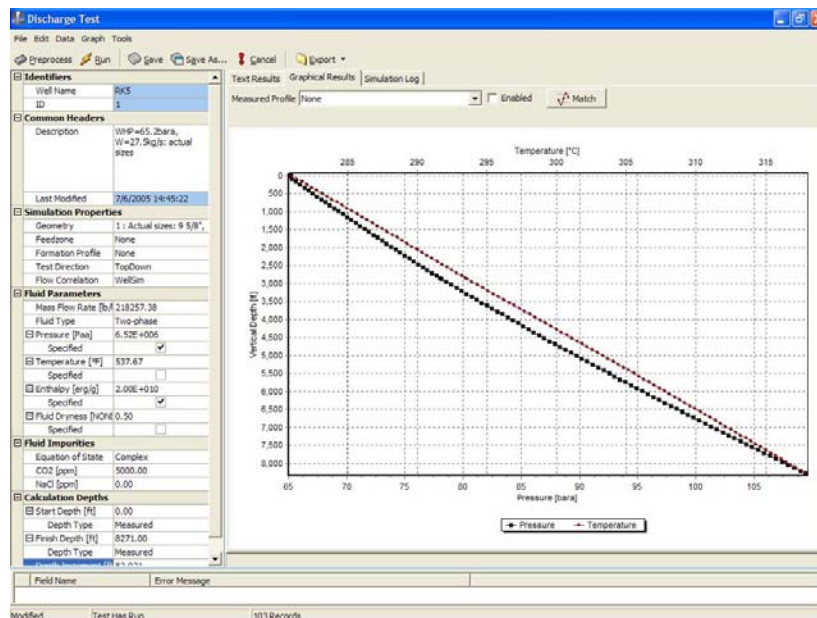 Discharge Test
File Edit Data Graph Tools
Preprocess Run Save Save As... Cancel Export
Identifiers
Well Name RK5
ID 1
Common Headers
Description WHP=65.2bara,
W=27.5kg/s: actual
sizes
Last Modified 7/6/2005 14:45:22
Simulation Properties
Geometry 1 : Actual sizes: 9 5/8",
Feedzone None
Formation Profile None
Test Direction TopDown
Flow Correlation WellSim
Fluid Parameters
Mass Flow Rate [lb/ 218257.38
Fluid Type Two-phase
Pressure [Paa] 6.52E+006
Specified
Temperature [ºF] 537.67
Specified
Enthalpy [erg/g] 2.00E+010
Specified
Fluid Dryness [NONE 0.50
Specified
Fluid Impurities
Equation of State Complex
CO2 [ppm] 5000.00
NaCl [ppm] 0.00
Calculation Depths
Start Depth [ft] 0.00
Depth Type Measured
Finish Depth [ft] 8271.00
Depth Type Measured
Depth Increment 82.021
Text Results Graphical Results Simulation Log
Measured Profile None Enabled Match
Temperature [°C]
285 290 295 300 305 310 315
0
500
1,000
1,500
2,000
2,500
3,000
3,500
4,000
4,500
5,000
5,500
6,000
6,500
7,000
7,500
8,000
Vertical Depth [ft]
65 70 75 80 85 90 95 100 105
Pressure [bara]
Pressure Temperature
Field Name Error Message
Modified Test Has Run 103 Records